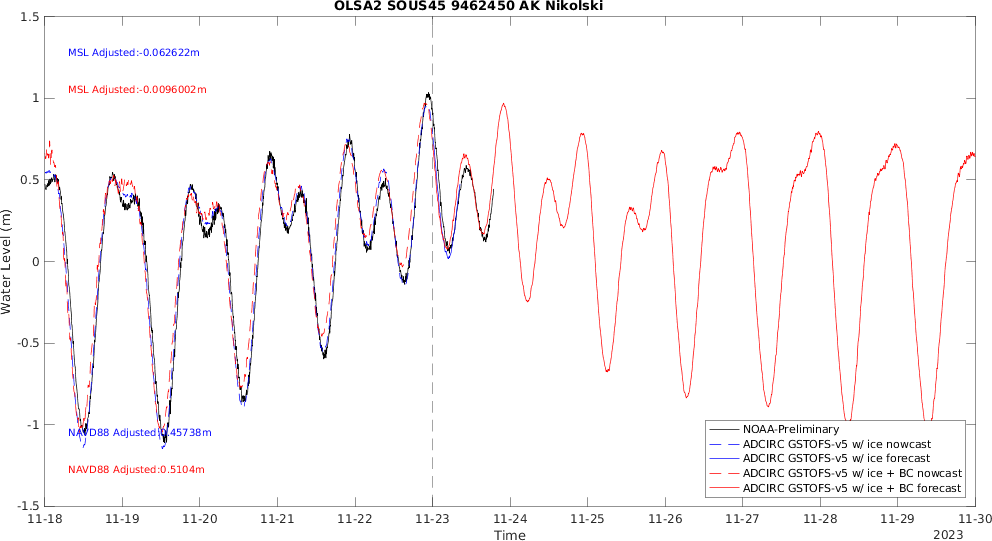 OLSA2 SOUS45 9462450 AK Nikolski
1.5
MSL Adjusted:-0.062622m
MSL Adjusted:-0.0096002m
1
0.5
Water Level (m)
0
-0.5
-1
NAVD88 Adjusted:0.45738m
NAVD88 Adjusted:0.5104m
NOAA-Preliminary
ADCIRC GSTOFS-v5 w/ ice nowcast
ADCIRC GSTOFS-v5 w/ ice forecast
ADCIRC GSTOFS-v5 w/ ice + BC nowcast
ADCIRC GSTOFS-v5 w/ ice + BC forecast
-1.5
11-18 11-19 11-20 11-21 11-22 11-23 11-24 11-25 11-26 11-27 11-28 11-29 11-30
Time
2023